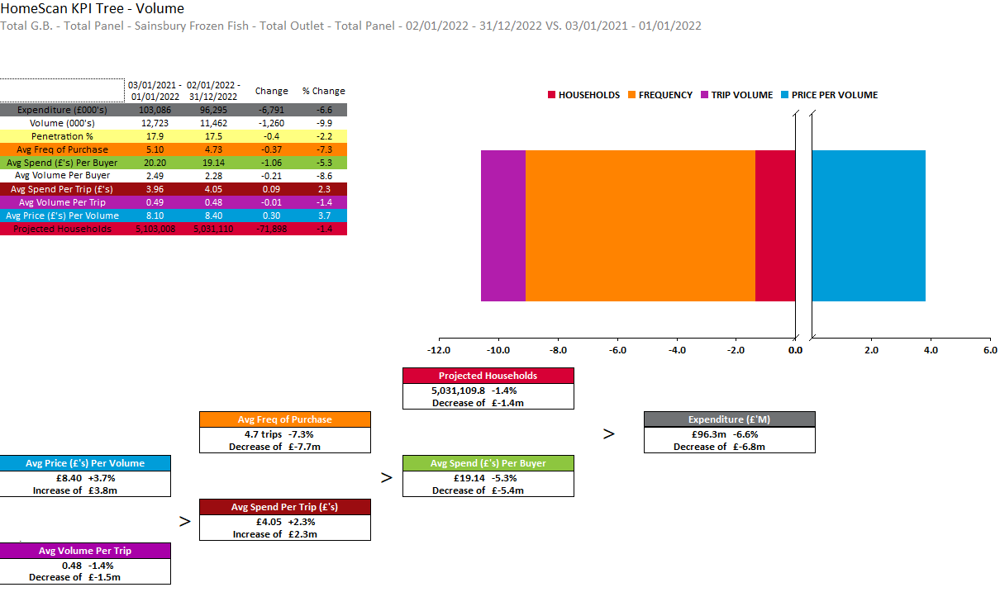 HomeScan KPI Tree - Volume
Total G.B. - Total Panel - Sainsbury Frozen Fish - Total Outlet - Total Panel - 02/01/2022 - 31/12/2022 VS. 03/01/2021 - 01/01/2022
03/01/2021 - 02/01/2022 -
01/01/2022 31/12/2022 Change % Change
Expenditure (£000's) 103,086 96,295 -6,791 -6.6
Volume (000's) 12,723 11,462 -1,260 -9.9
Penetration % 17.9 17.5 -0.4 -2.2
Avg Freq of Purchase 5.10 4.73 -0.37 -7.3
Avg Spend (£'s) Per Buyer 20.20 19.14 -1.06 -5.3
Avg Volume Per Buyer 2.49 2.28 -0.21 -8.6
Avg Spend Per Trip (£'s) 3.96 4.05 0.09 2.3
Avg Volume Per Trip 0.49 0.48 -0.01 -1.4
Avg Price (£'s) Per Volume 8.10 8.40 0.30 3.7
Projected Households 5,103,008 5,031,110 -71,898 -1.4
HOUSEHOLDS FREQUENCY TRIP VOLUME PRICE PER VOLUME
-12.0 -10.0 -8.0 -6.0 -4.0 -2.0 0.0 2.0 4.0 6.0
Projected Households
5,031,109.8 -1.4%
Decrease of £-1.4m
Avg Freq of Purchase
4.7 trips -7.3%
Decrease of £-7.7m
>
Expenditure (£'M)
£96.3m -6.6%
Decrease of £-6.8m
Avg Price (£'s) Per Volume
£8.40 +3.7%
Increase of £3.8m
>
Avg Spend (£'s) Per Buyer
£19.14 -5.3%
Decrease of £-5.4m
>
Avg Spend Per Trip (£'s)
£4.05 +2.3%
Increase of £2.3m
Avg Volume Per Trip
0.48 -1.4%
Decrease of £-1.5m